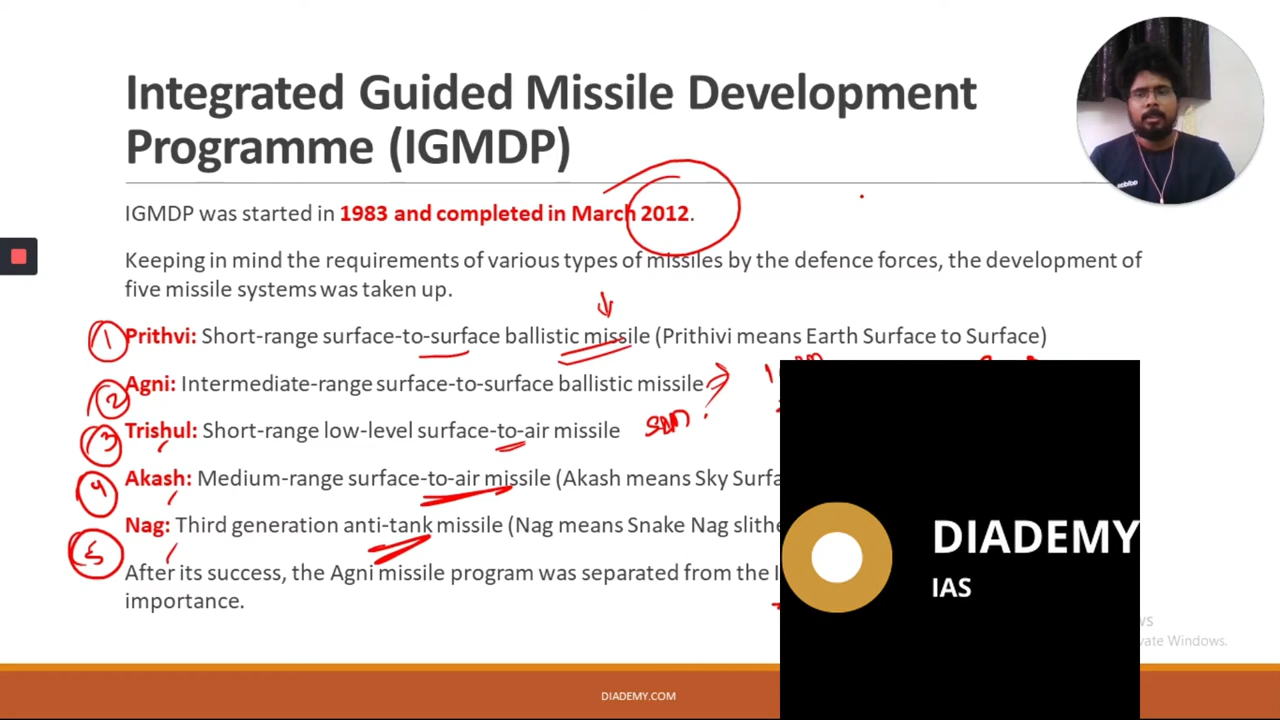 Integrated Guided Missile Development
Programme (IGMDP)
IGMDP was started in 1983 and completed in March 2012.
Keeping in mind the requirements of various types of missiles by the defence forces, the development of
five missile systems was taken up.
1 Prithvi: Short-range surface-to-surface ballistic missile (Prithivi means Earth Surface to Surface)
2 Agni: Intermediate-range surface-to-surface ballistic missile
3 Trishul: Short-range low-level surface-to-air missile SAM
4 Akash: Medium-range surface-to-air missile (Akash means Sky
5 Nag: Third generation anti-tank missile (Nag means Snake Nag
After its success, the Agni missile program was separated from the
importance.
DIADEMY
IAS
DIADEMY.COM